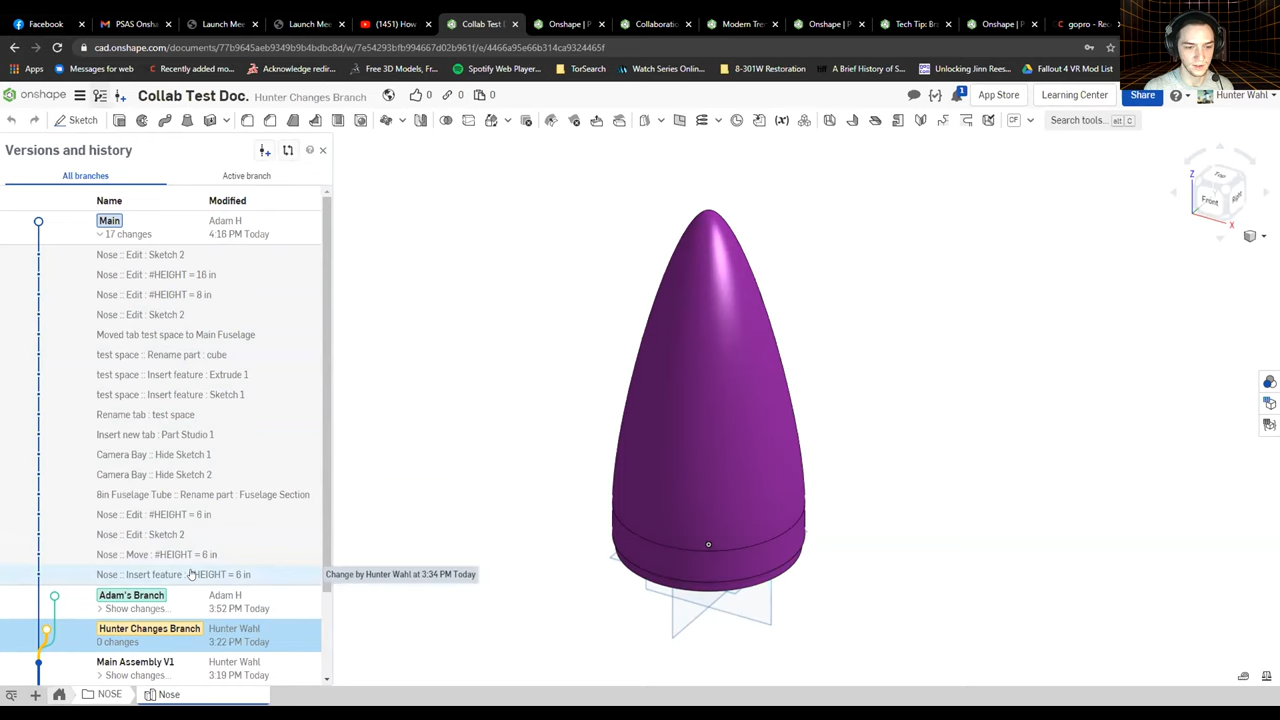 Facebook
PSAS Onsha
Launch Mee
Launch Mee
(1451) How
Collab Test D
Onshape | P
Collaboratio
Modern Tre
Onshape | P
Tech Tip: Bra
Onshape | P
gopro - Rec
cad.onshape.com/documents/77b9645aeb9349b9b4bdbc8d/w/7e54293bfb994667d02b961f/e/4466a95e66b314ca9324465f
Apps
Messages for web
Recently added mo...
Acknowledge redir...
Free 3D Models, Fr...
Spotify Web Player...
TorSearch
Watch Series Onlin...
8-301W Restoration
A Brief History of S...
Unlocking Jinn Rees...
Fallout 4 VR Mod List
onshape
Collab Test Doc.
Hunter Changes Branch
0
0
0
1
App Store
Learning Center
Share
Hunter Wahl
Sketch
Search tools...
alt
C
Versions and history
All branches
Active branch
Name
Modified
Main
Adam H
17 changes
4:16 PM Today
Nose :: Edit : Sketch 2
Nose :: Edit : #HEIGHT = 16 in
Nose :: Edit : #HEIGHT = 8 in
Nose :: Edit : Sketch 2
Moved tab test space to Main Fuselage
test space :: Rename part : cube
test space :: Insert feature : Extrude 1
test space :: Insert feature : Sketch 1
Rename tab : test space
Insert new tab : Part Studio 1
Camera Bay :: Hide Sketch 1
Camera Bay :: Hide Sketch 2
8in Fuselage Tube :: Rename part : Fuselage Section
Nose :: Edit : #HEIGHT = 6 in
Nose :: Edit : Sketch 2
Nose :: Move : #HEIGHT = 6 in
Nose :: Insert feature : #HEIGHT = 6 in
Change by Hunter Wahl at 3:34 PM Today
Adam's Branch
Adam H
Show changes...
3:52 PM Today
Hunter Changes Branch
Hunter Wahl
0 changes
3:22 PM Today
Main Assembly V1
Hunter Wahl
Show changes...
3:19 PM Today
NOSE
Nose
Z
Top
Front
Right
X